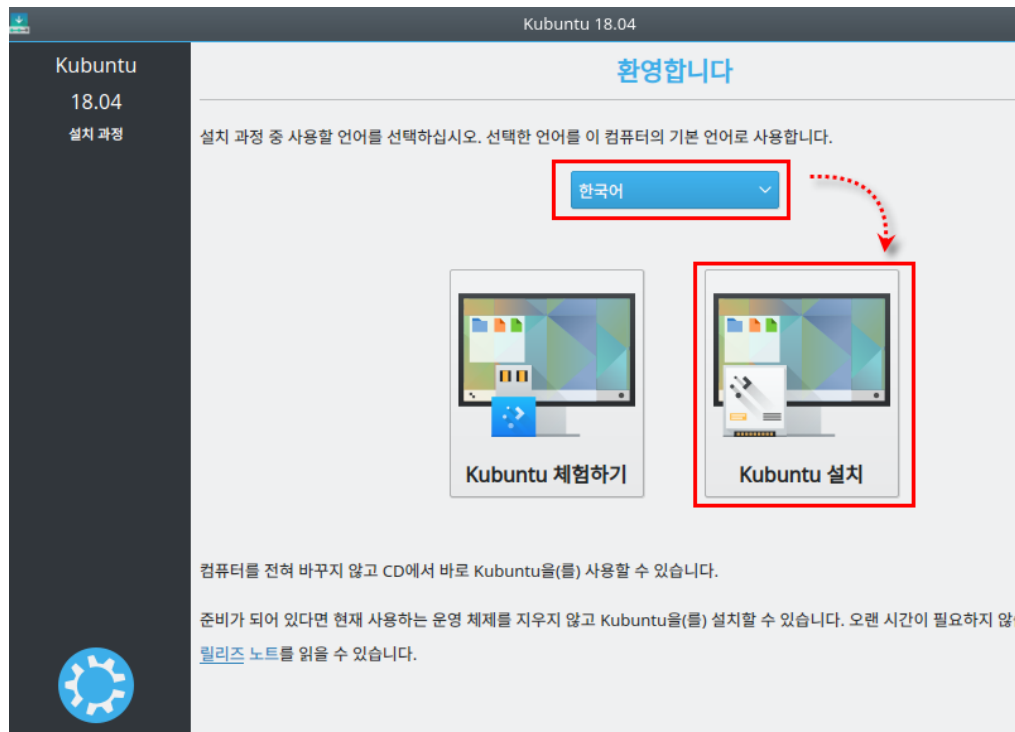 Kubuntu 18.04
Kubuntu
18.04
설치 과정
환영합니다
설치 과정 중 사용할 언어를 선택하십시오. 선택한 언어를 이 컴퓨터의 기본 언어로 사용합니다.
한국어
Kubuntu 체험하기
Kubuntu 설치
컴퓨터를 전혀 바꾸지 않고 CD에서 바로 Kubuntu을(를) 사용할 수 있습니다.
준비가 되어 있다면 현재 사용하는 운영 체제를 지우지 않고 Kubuntu을(를) 설치할 수 있습니다. 오랜 시간이 필요하지
릴리즈 노트를 읽을 수 있습니다.